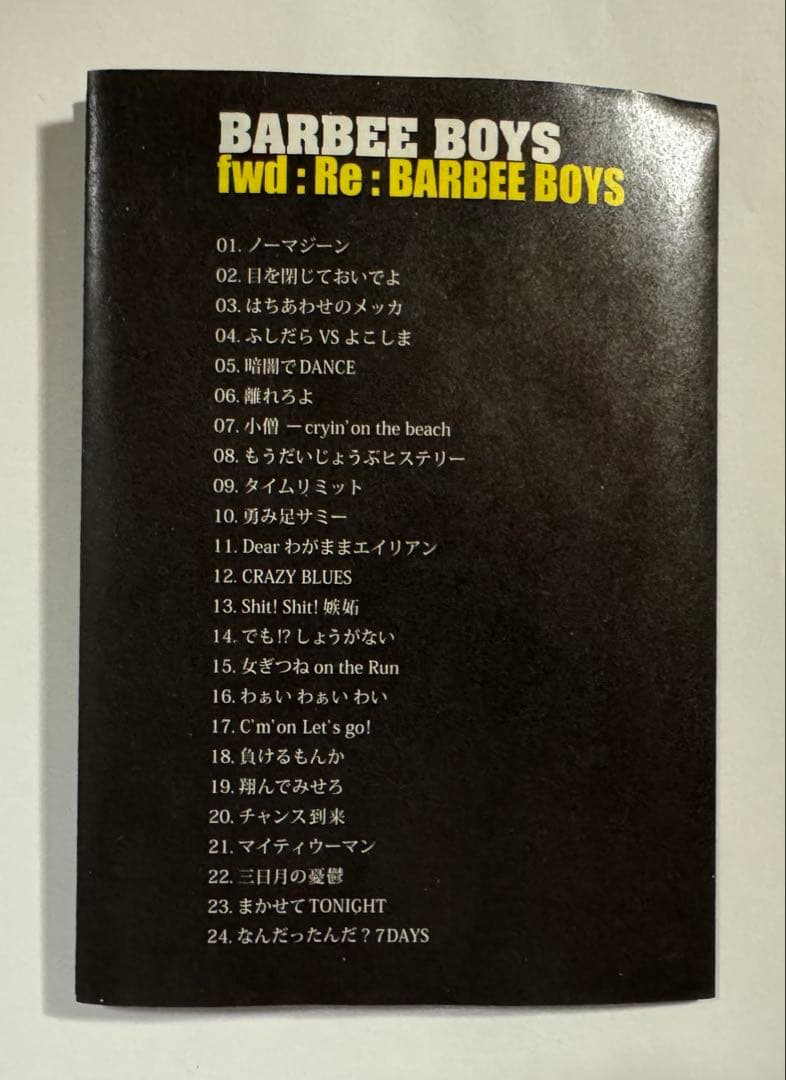 BARBEE BOYS
fwd : Re : BARBEE BOYS
01. ノーマジーン
02. 目を閉じておいでよ
03. はちあわせのメッカ
04. ふしだら VS よこしま
05. 暗闇でDANCE
06. 離れろよ
07. 小僧 ーcryin'on the beach
08. もうだいじょうぶヒステリー
09. タイムリミット
10. 勇み足サミー
11. Dear わがままエイリアン
12. CRAZY BLUES
13. Shit! Shit! 嫉妬
14. でも!? しょうがない
15. 女ぎつね on the Run
16. わぁい わぁい わい
17. C'm'on Let's go!
18. 負けるもんか
19. 翔んでみせろ
20. チャンス到来
21. マイティウーマン
22. 三日月の憂鬱
23. まかせて TONIGHT
24. なんだったんだ？7DAYS